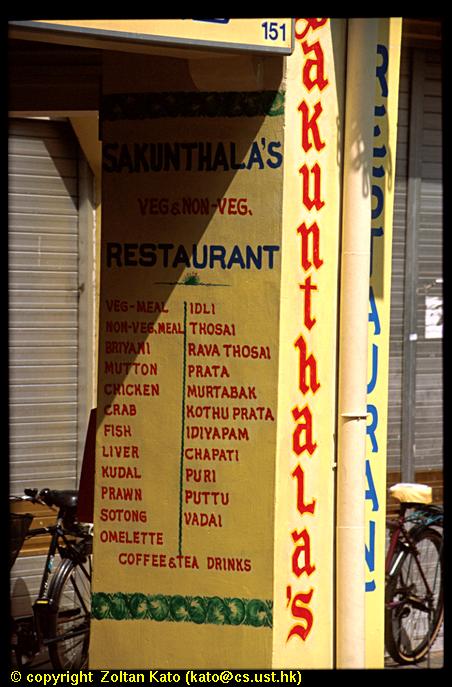 151
SAKUNTHALA'S
VEG & NON-VEG.
RESTAURANT
VEG-MEAL
NON-VEG.MEAL
BRIYANI
MUTTON
CHICKEN
CRAB
FISH
LIVER
KUDAL
PRAWN
SOTONG
OMELETTE
IDLI
THOSAI
RAVA THOSAI
PRATA
MURTABAK
KOTHU PRATA
IDIYAPAM
CHAPATI
PURI
PUTTU
VADAI
COFFEE & TEA DRINKS
Sakunthala's
RESTAURAN
© copyright Zoltan Kato (kato@cs.ust.hk)